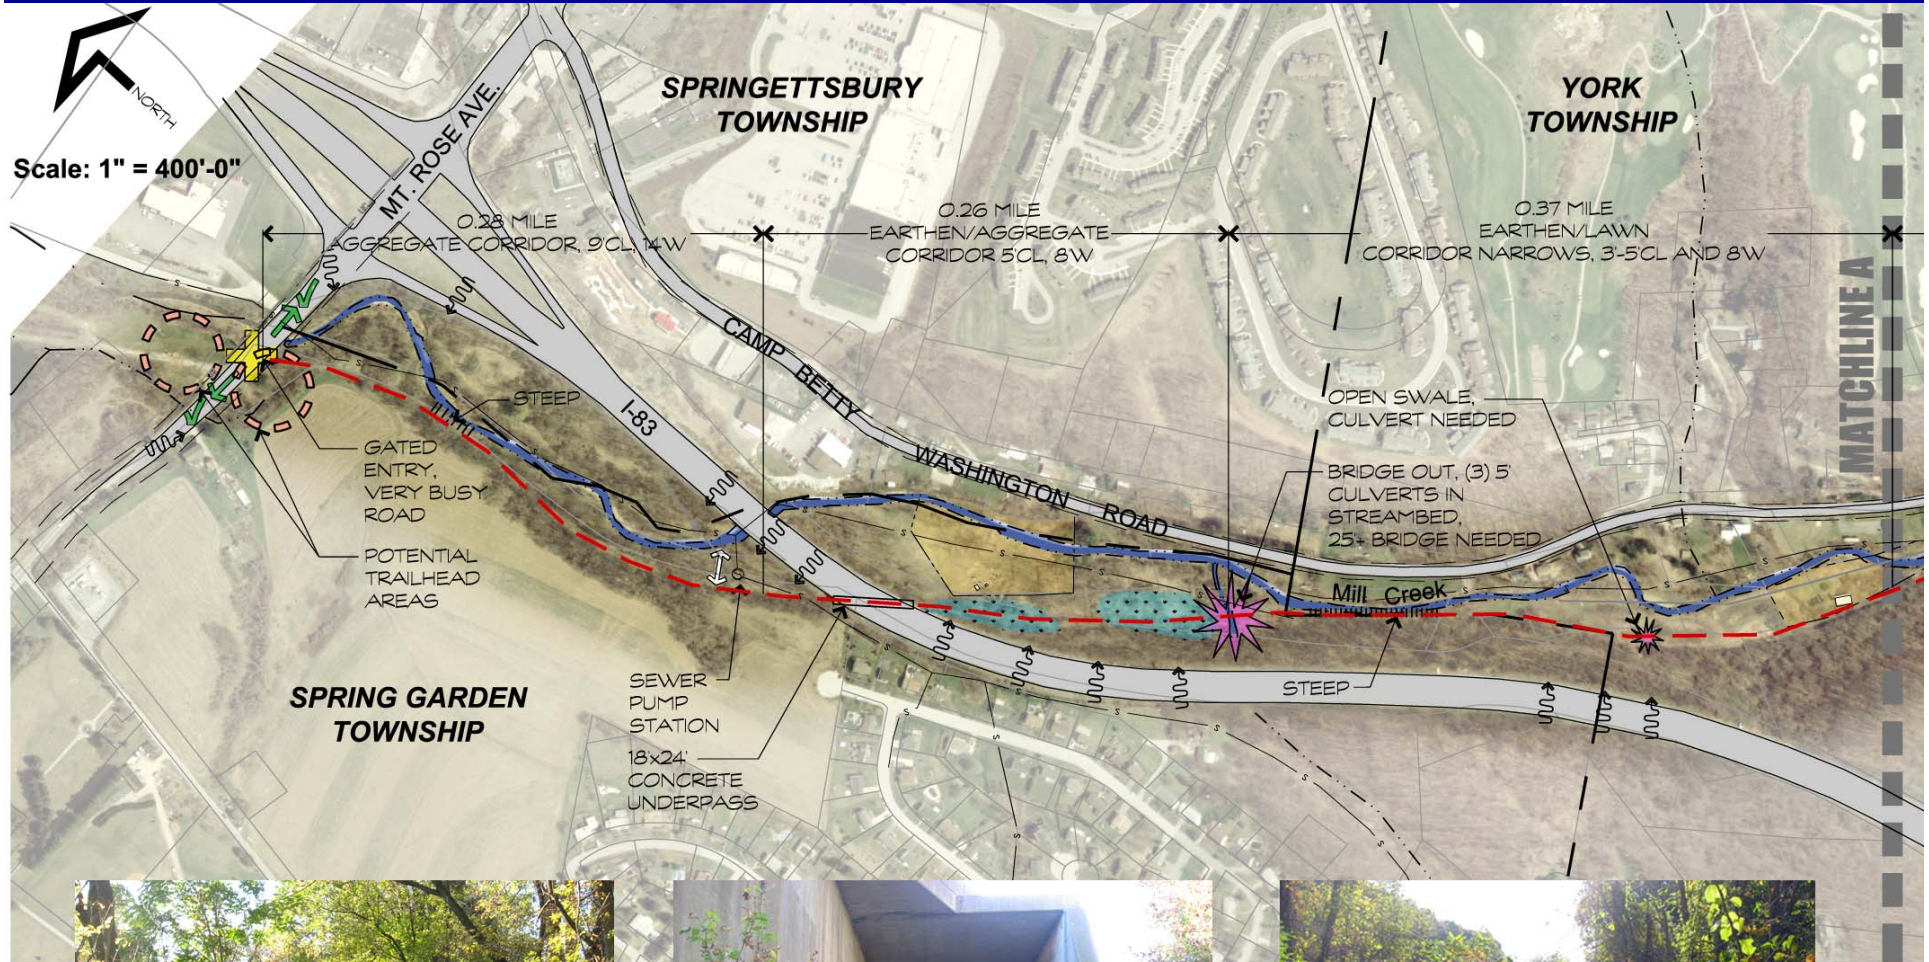 NORTH
Scale: 1" = 400'-0"
MT. ROSE AVE.
SPRINGETTSBURY
TOWNSHIP
YORK
TOWNSHIP
0.28 MILE
AGGREGATE CORRIDOR, 9'CL, 14'W
0.26 MILE
EARTHEN/AGGREGATE
CORRIDOR 5'CL, 8'W
0.37 MILE
EARTHEN/LAWN
CORRIDOR NARROWS, 3'-5'CL AND 8'W
MATCHLINE A
I-83
CAMP BETTY
WASHINGTON ROAD
STEEP
GATED
ENTRY,
VERY BUSY
ROAD
POTENTIAL
TRAILHEAD
AREAS
OPEN SWALE,
CULVERT NEEDED
BRIDGE OUT, (3) 5'
CULVERTS IN
STREAMBED,
25'+ BRIDGE NEEDED
Mill Creek
STEEP
SPRING GARDEN
TOWNSHIP
SEWER
PUMP
STATION
18'x24'
CONCRETE
UNDERPASS